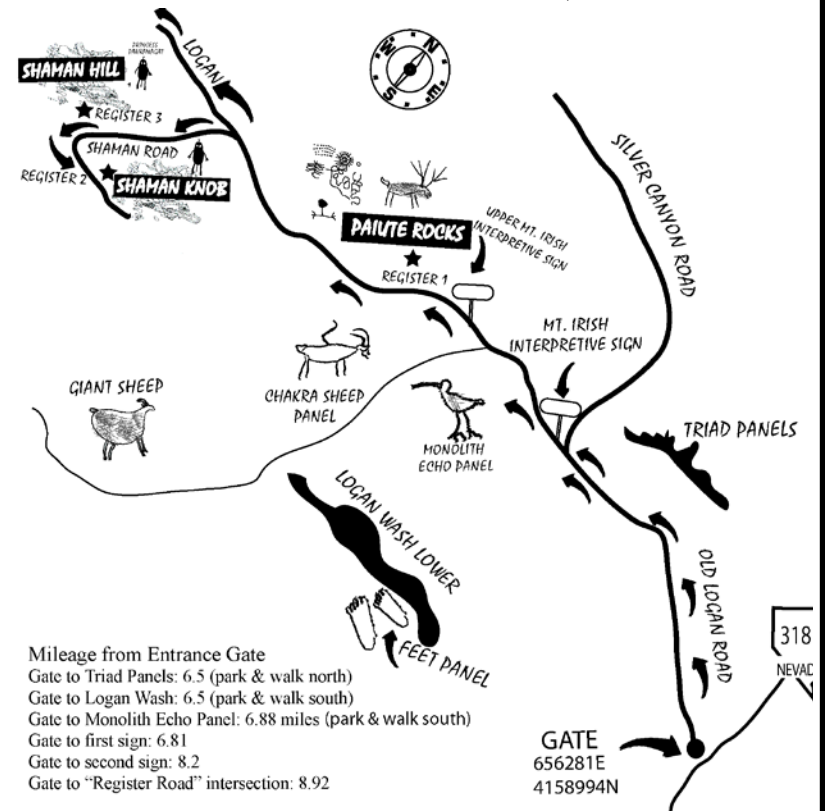 LOGAN
N
W
E
S
SHAMAN HILL
REGISTER 3
SHAMAN ROAD
REGISTER 2
SHAMAN KNOB
SILVER CANYON ROAD
PAIUTE ROCKS
UPPER MT. IRISH
INTERPRETIVE SIGN
REGISTER 1
MT. IRISH
INTERPRETIVE SIGN
GIANT SHEEP
CHAKRA SHEEP
PANEL
MONOLITH
ECHO PANEL
TRIAD PANELS
LOGAN WASH LOWER
OLD LOGAN ROAD
FEET PANEL
318
NEVAD
Mileage from Entrance Gate
Gate to Triad Panels: 6.5 (park & walk north)
Gate to Logan Wash: 6.5 (park & walk south)
Gate to Monolith Echo Panel: 6.88 miles (park & walk south)
Gate to first sign: 6.81
Gate to second sign: 8.2
Gate to “Register Road” intersection: 8.92
GATE
656281E
4158994N